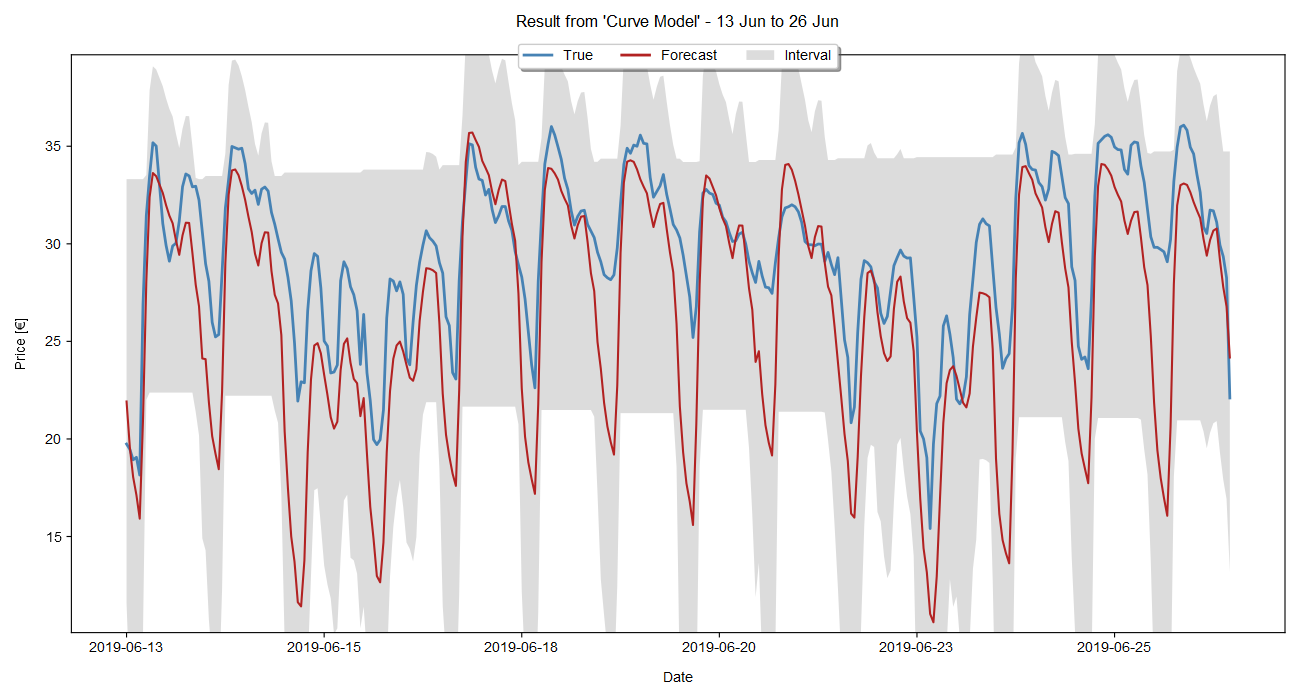 Result from 'Curve Model' - 13 Jun to 26 Jun
True Forecast Interval
35
30
25
20
15
Price [€]
2019-06-13 2019-06-15 2019-06-18 2019-06-20 2019-06-23 2019-06-25
Date